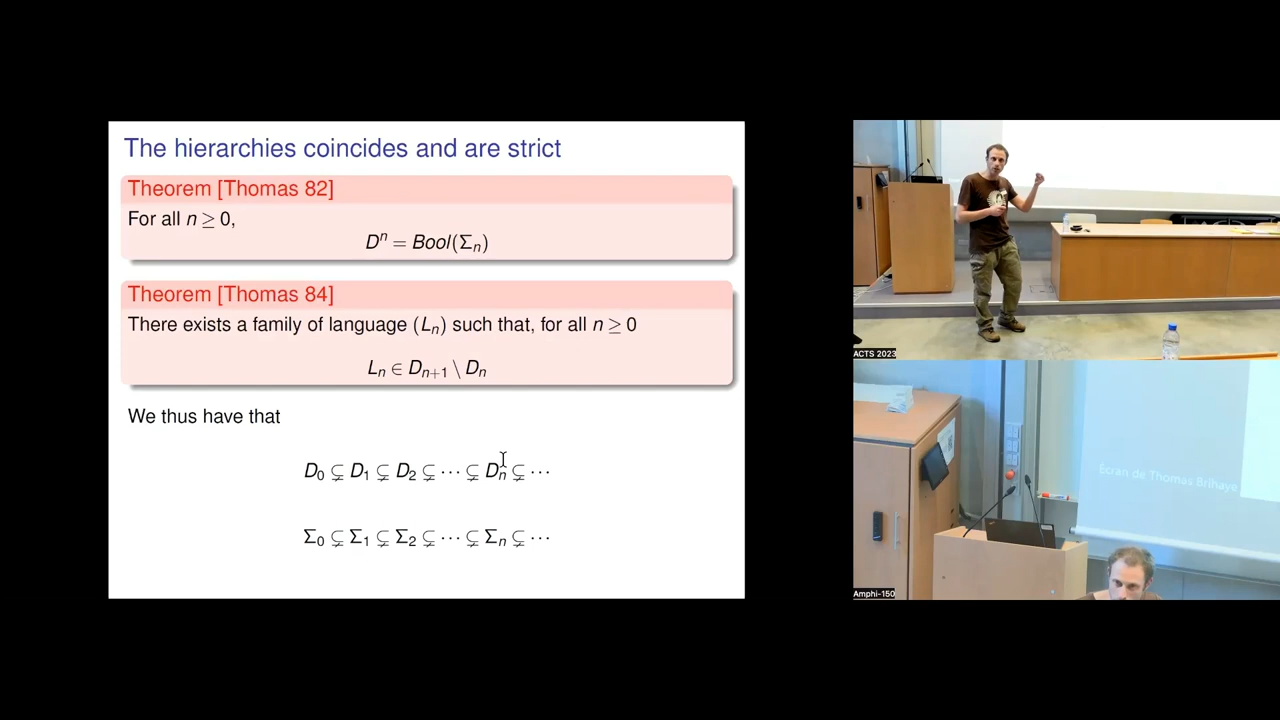 The hierarchies coincides and are strict
Theorem [Thomas 82]
For all n ≥ 0,
Dⁿ = Bool(Σₙ)
Theorem [Thomas 84]
There exists a family of language (Lₙ) such that, for all n ≥ 0
Lₙ ∈ Dₙ₊₁ \ Dₙ
We thus have that
D₀ ⊊ D₁ ⊊ D₂ ⊊ ··· ⊊ Dₙ ⊊ ···
Σ₀ ⊊ Σ₁ ⊊ Σ₂ ⊊ ··· ⊊ Σₙ ⊊ ···
ACTS 2023
Ecran de Thomas Brihaye
Amphi-150